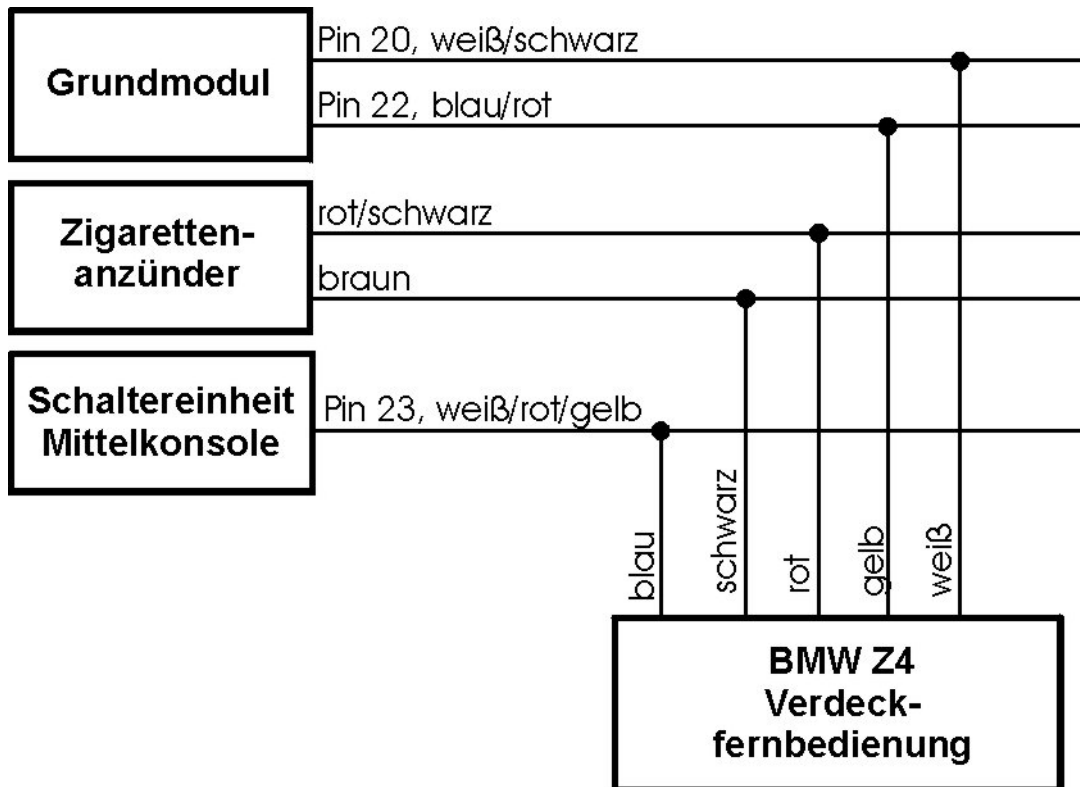 Grundmodul
Pin 20, weiß/schwarz
Pin 22, blau/rot
Zigaretten-
anzünder
rot/schwarz
braun
Schaltereinheit
Mittelkonsole
Pin 23, weiß/rot/gelb
blau
schwarz
rot
gelb
weiß
BMW Z4
Verdeck-
fernbedienung